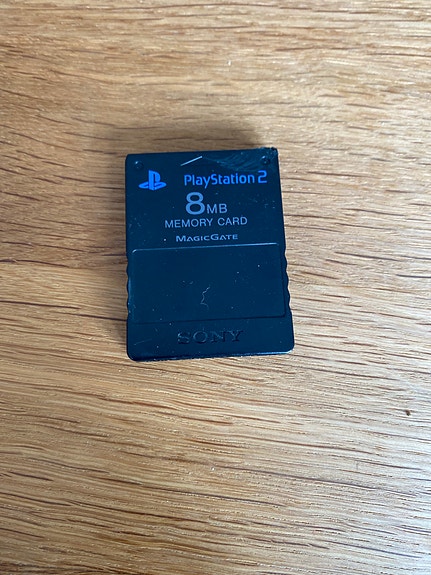 PlayStation 2
8MB
MEMORY CARD
MAGICGATE
SONY